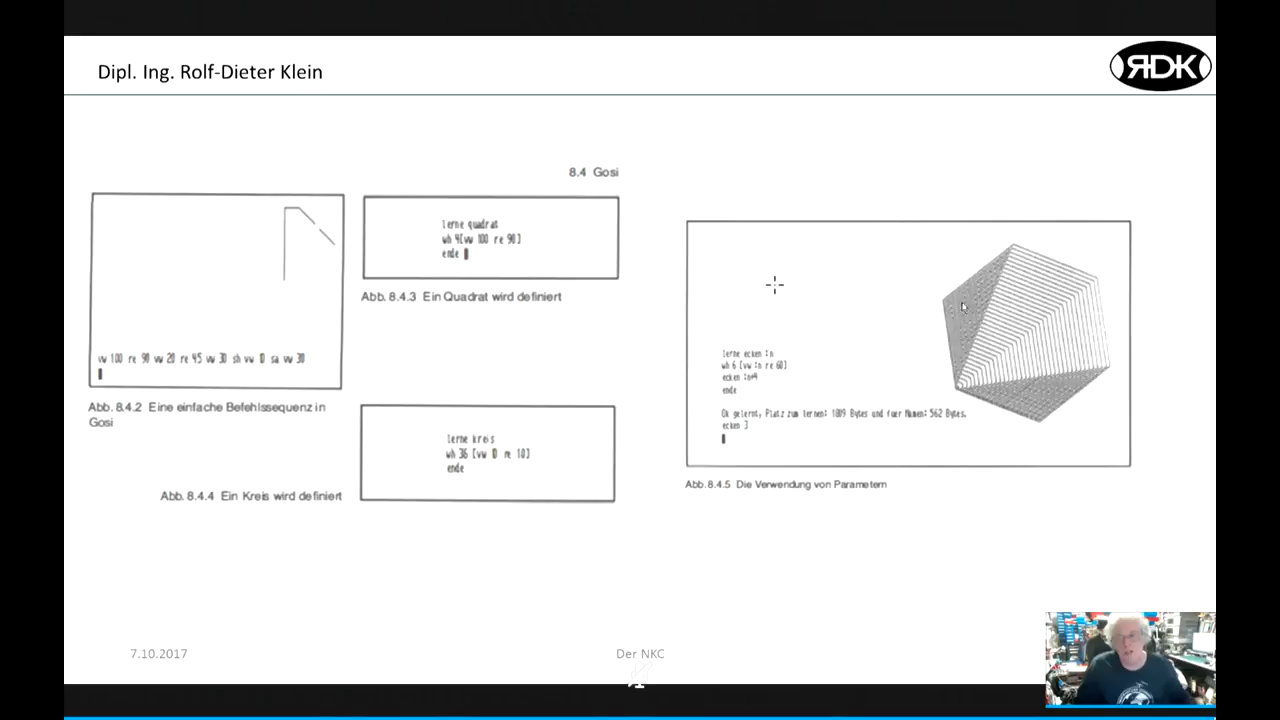 Dipl. Ing. Rolf-Dieter Klein
RDK
8.4 Gosi
vw 100 re 90 vw 20 re 45 vw 30 sh vw 10 sa vw 30
Abb. 8.4.2 Eine einfache Befehlssequenz in
Gosi
lerne quadrat
wh 4[vw 100 re 90]
ende
Abb. 8.4.3 Ein Quadrat wird definiert
lerne kreis
wh 36 [vw 10 re 10]
ende
Abb. 8.4.4 Ein Kreis wird definiert
lerne ecken :n
wh 6 [vw :n re 60]
ecken :n+4
ende
Ok gelernt, Platz zum lernen: 1809 Bytes und fuer Namen: 562 Bytes.
ecken 3
Abb. 8.4.5 Die Verwendung von Parametern
7.10.2017
Der NKC